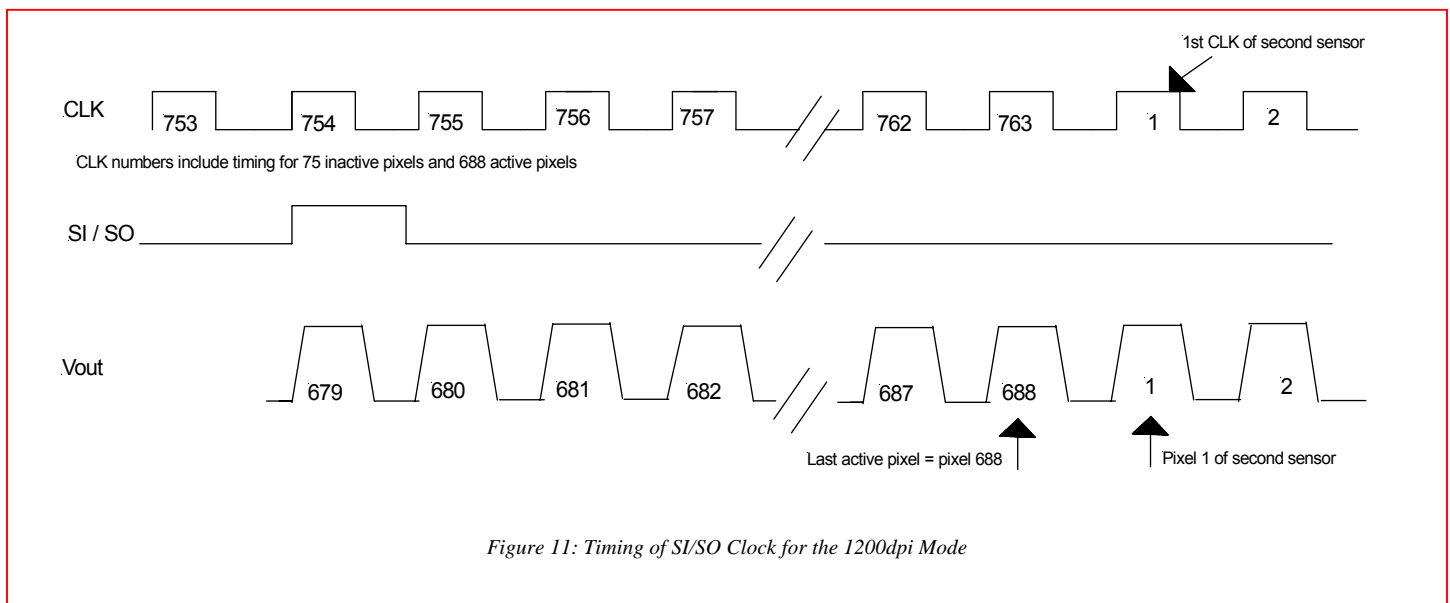 1st CLK of second sensor
CLK
753 754 755 756 757 762 763 1 2
CLK numbers include timing for 75 inactive pixels and 688 active pixels
SI / SO
Vout
679 680 681 682 687 688 1 2
Last active pixel = pixel 688
Pixel 1 of second sensor
Figure 11: Timing of SI/SO Clock for the 1200dpi Mode